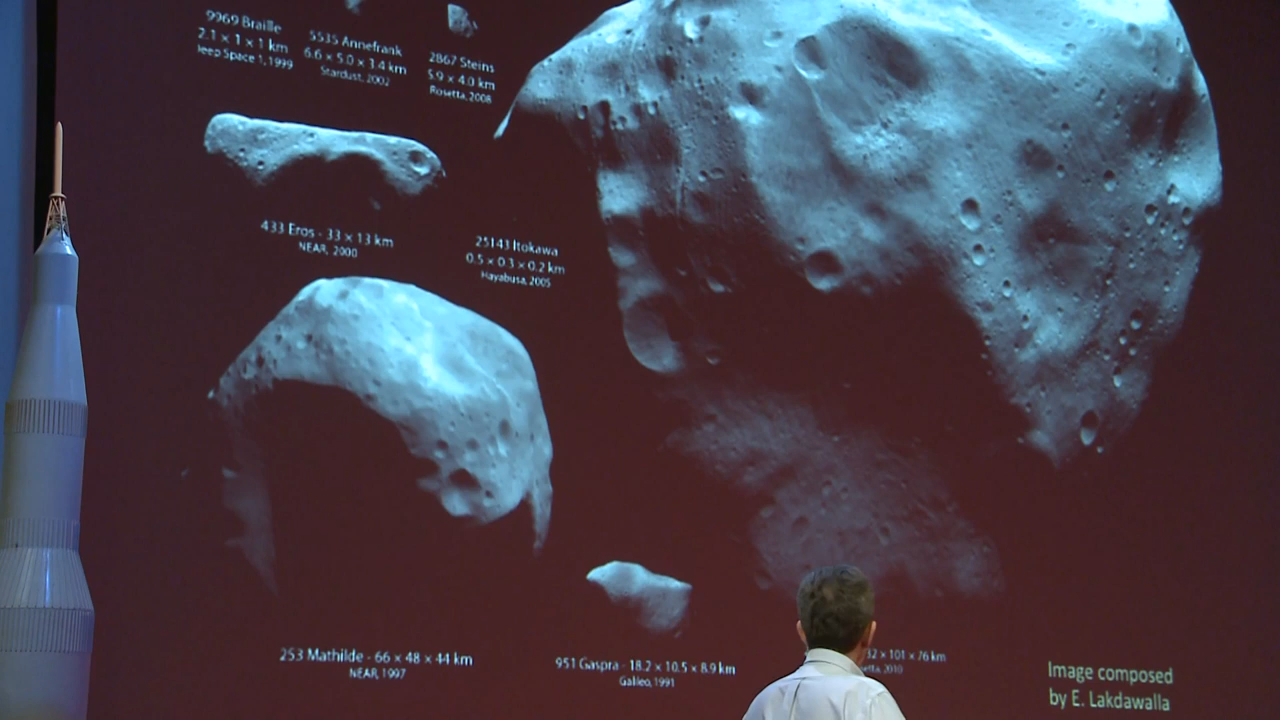 9969 Braille
2.1 × 1 × 1 km
Deep Space 1, 1999
5535 Annefrank
6.6 × 5.0 × 3.4 km
Stardust, 2002
2867 Steins
5.9 × 4.0 km
Rosetta, 2008
433 Eros - 33 × 13 km
NEAR, 2000
25143 Itokawa
0.5 × 0.3 × 0.2 km
Hayabusa, 2005
253 Mathilde - 66 × 48 × 44 km
NEAR, 1997
951 Gaspra - 18.2 × 10.5 × 8.9 km
Galileo, 1991
32 × 101 × 76 km
2010
Image composed
by E. Lakdawalla